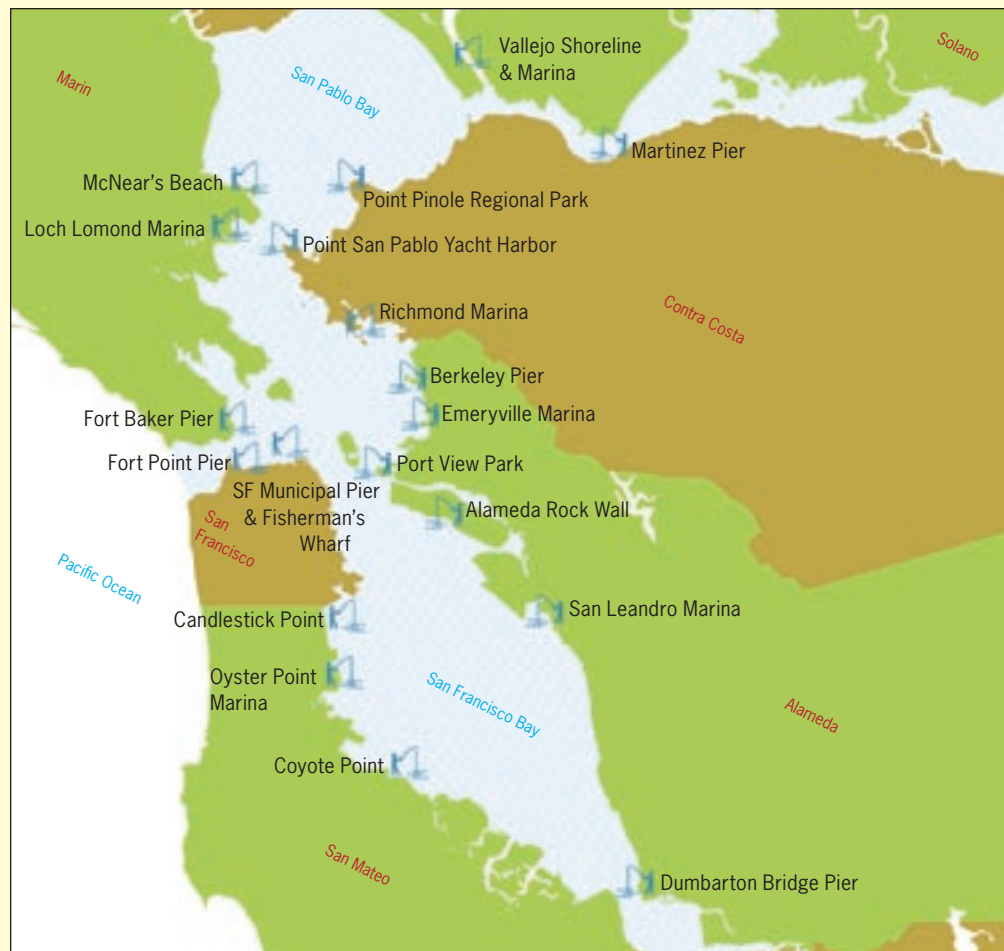 Vallejo Shoreline
& Marina
Solano
San Pablo Bay
Marin
Martinez Pier
McNear's Beach
Point Pinole Regional Park
Loch Lomond Marina
Point San Pablo Yacht Harbor
Richmond Marina
Contra Costa
Berkeley Pier
Fort Baker Pier
Emeryville Marina
Fort Point Pier
Port View Park
SF Municipal Pier
& Fisherman's
Wharf
Alameda Rock Wall
San
Francisco
Pacific Ocean
Candlestick Point
San Leandro Marina
Oyster Point
Marina
San Francisco Bay
Alameda
Coyote Point
San Mateo
Dumbarton Bridge Pier